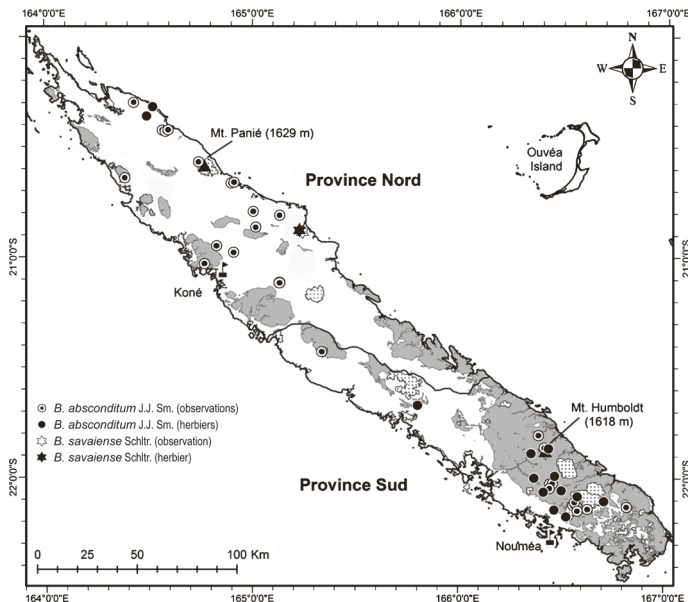 164°0'0"E 165°0'0"E 166°0'0"E 167°0'0"E
N
W E
S
Mt. Panié (1629 m)
Ouvéa
Island
Province Nord
21°0'0"S 21°0'0"S
Koné
B. absconditum J.J. Sm. (observations)
B. absconditum J.J. Sm. (herbiers)
B. savaiense Schltr. (observation)
B. savaiense Schltr. (herbier)
Mt. Humboldt
(1618 m)
22°0'0"S 22°0'0"S
Province Sud
Nouméa
0 25 50 100 Km
164°0'0"E 165°0'0"E 166°0'0"E 167°0'0"E